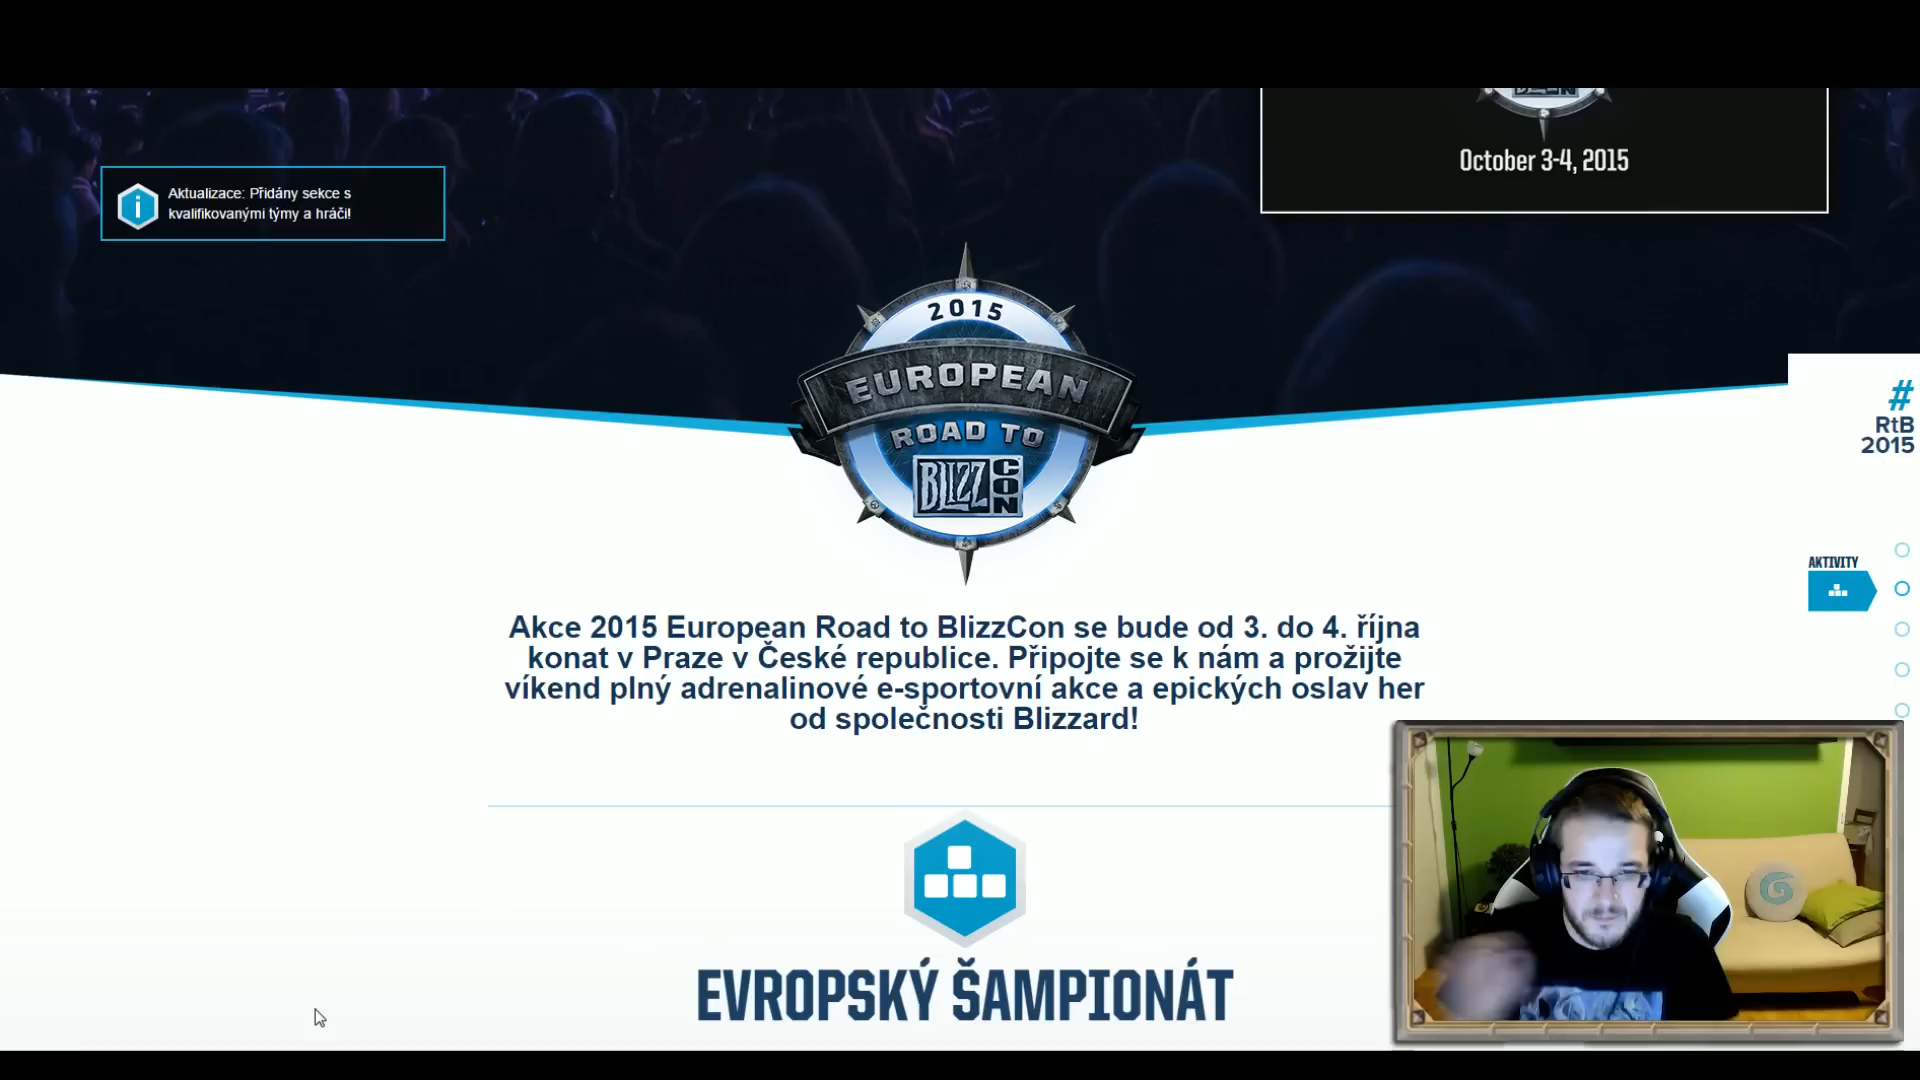 October 3-4, 2015
Aktualizace: Přidány sekce s
kvalifikovanými týmy a hráči!
2015
EUROPEAN
ROAD TO
BLIZZ
CON
#
RtB
2015
AKTIVITY
Akce 2015 European Road to BlizzCon se bude od 3. do 4. října
konat v Praze v České republice. Připojte se k nám a prožijte
víkend plný adrenalinové e-sportovní akce a epických oslav her
od společnosti Blizzard!
EVROPSKÝ ŠAMPIONÁT